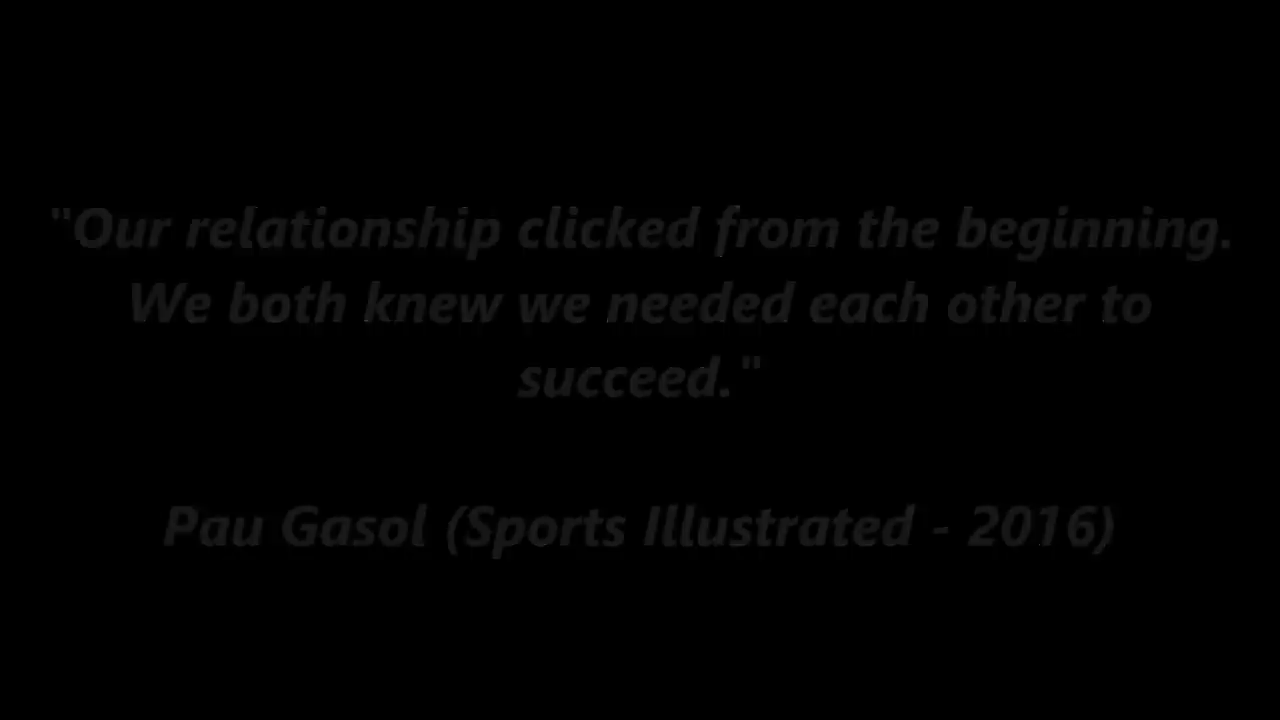 "Our relationship clicked from the beginning.
We both knew we needed each other to
succeed."
Pau Gasol (Sports Illustrated - 2016)